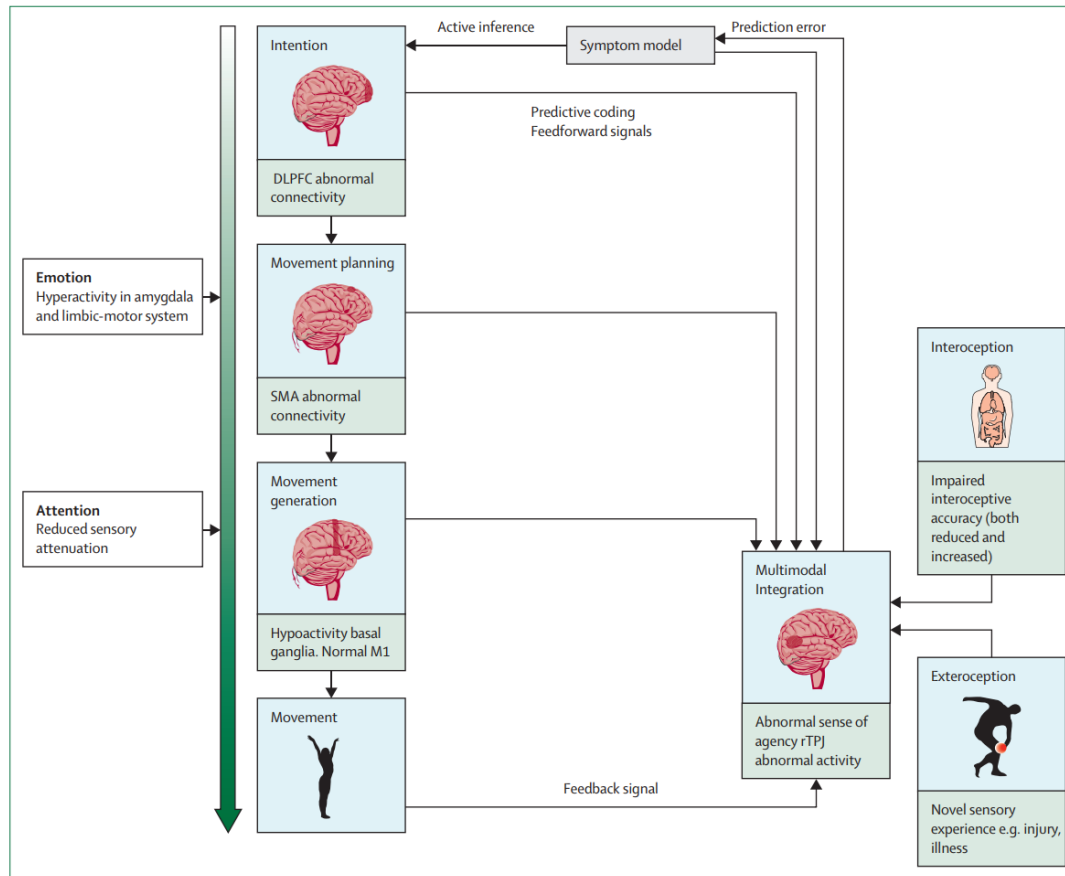 Active inference
Prediction error
Intention
Symptom model
Predictive coding
Feedforward signals
DLPFC abnormal
connectivity
Movement planning
Emotion
Hyperactivity in amygdala
and limbic-motor system
SMA abnormal
connectivity
Interoception
Movement
generation
Attention
Reduced sensory
attenuation
Impaired
interoceptive
accuracy (both
reduced and
increased)
Multimodal
Integration
Hypoactivity basal
ganglia. Normal M1
Exteroception
Movement
Abnormal sense of
agency rTPJ
abnormal activity
Feedback signal
Novel sensory
experience e.g. injury,
illness